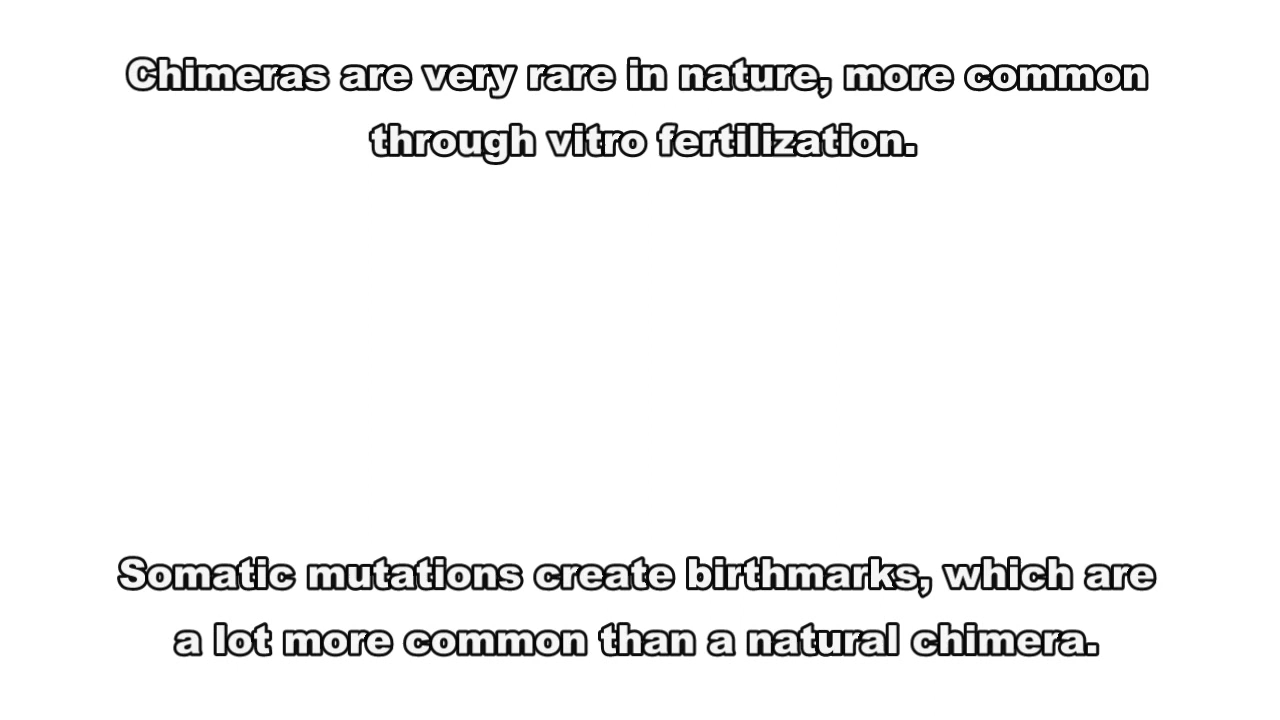 Chimeras are very rare in nature, more common
through vitro fertilization.
Somatic mutations create birthmarks, which are
a lot more common than a natural chimera.